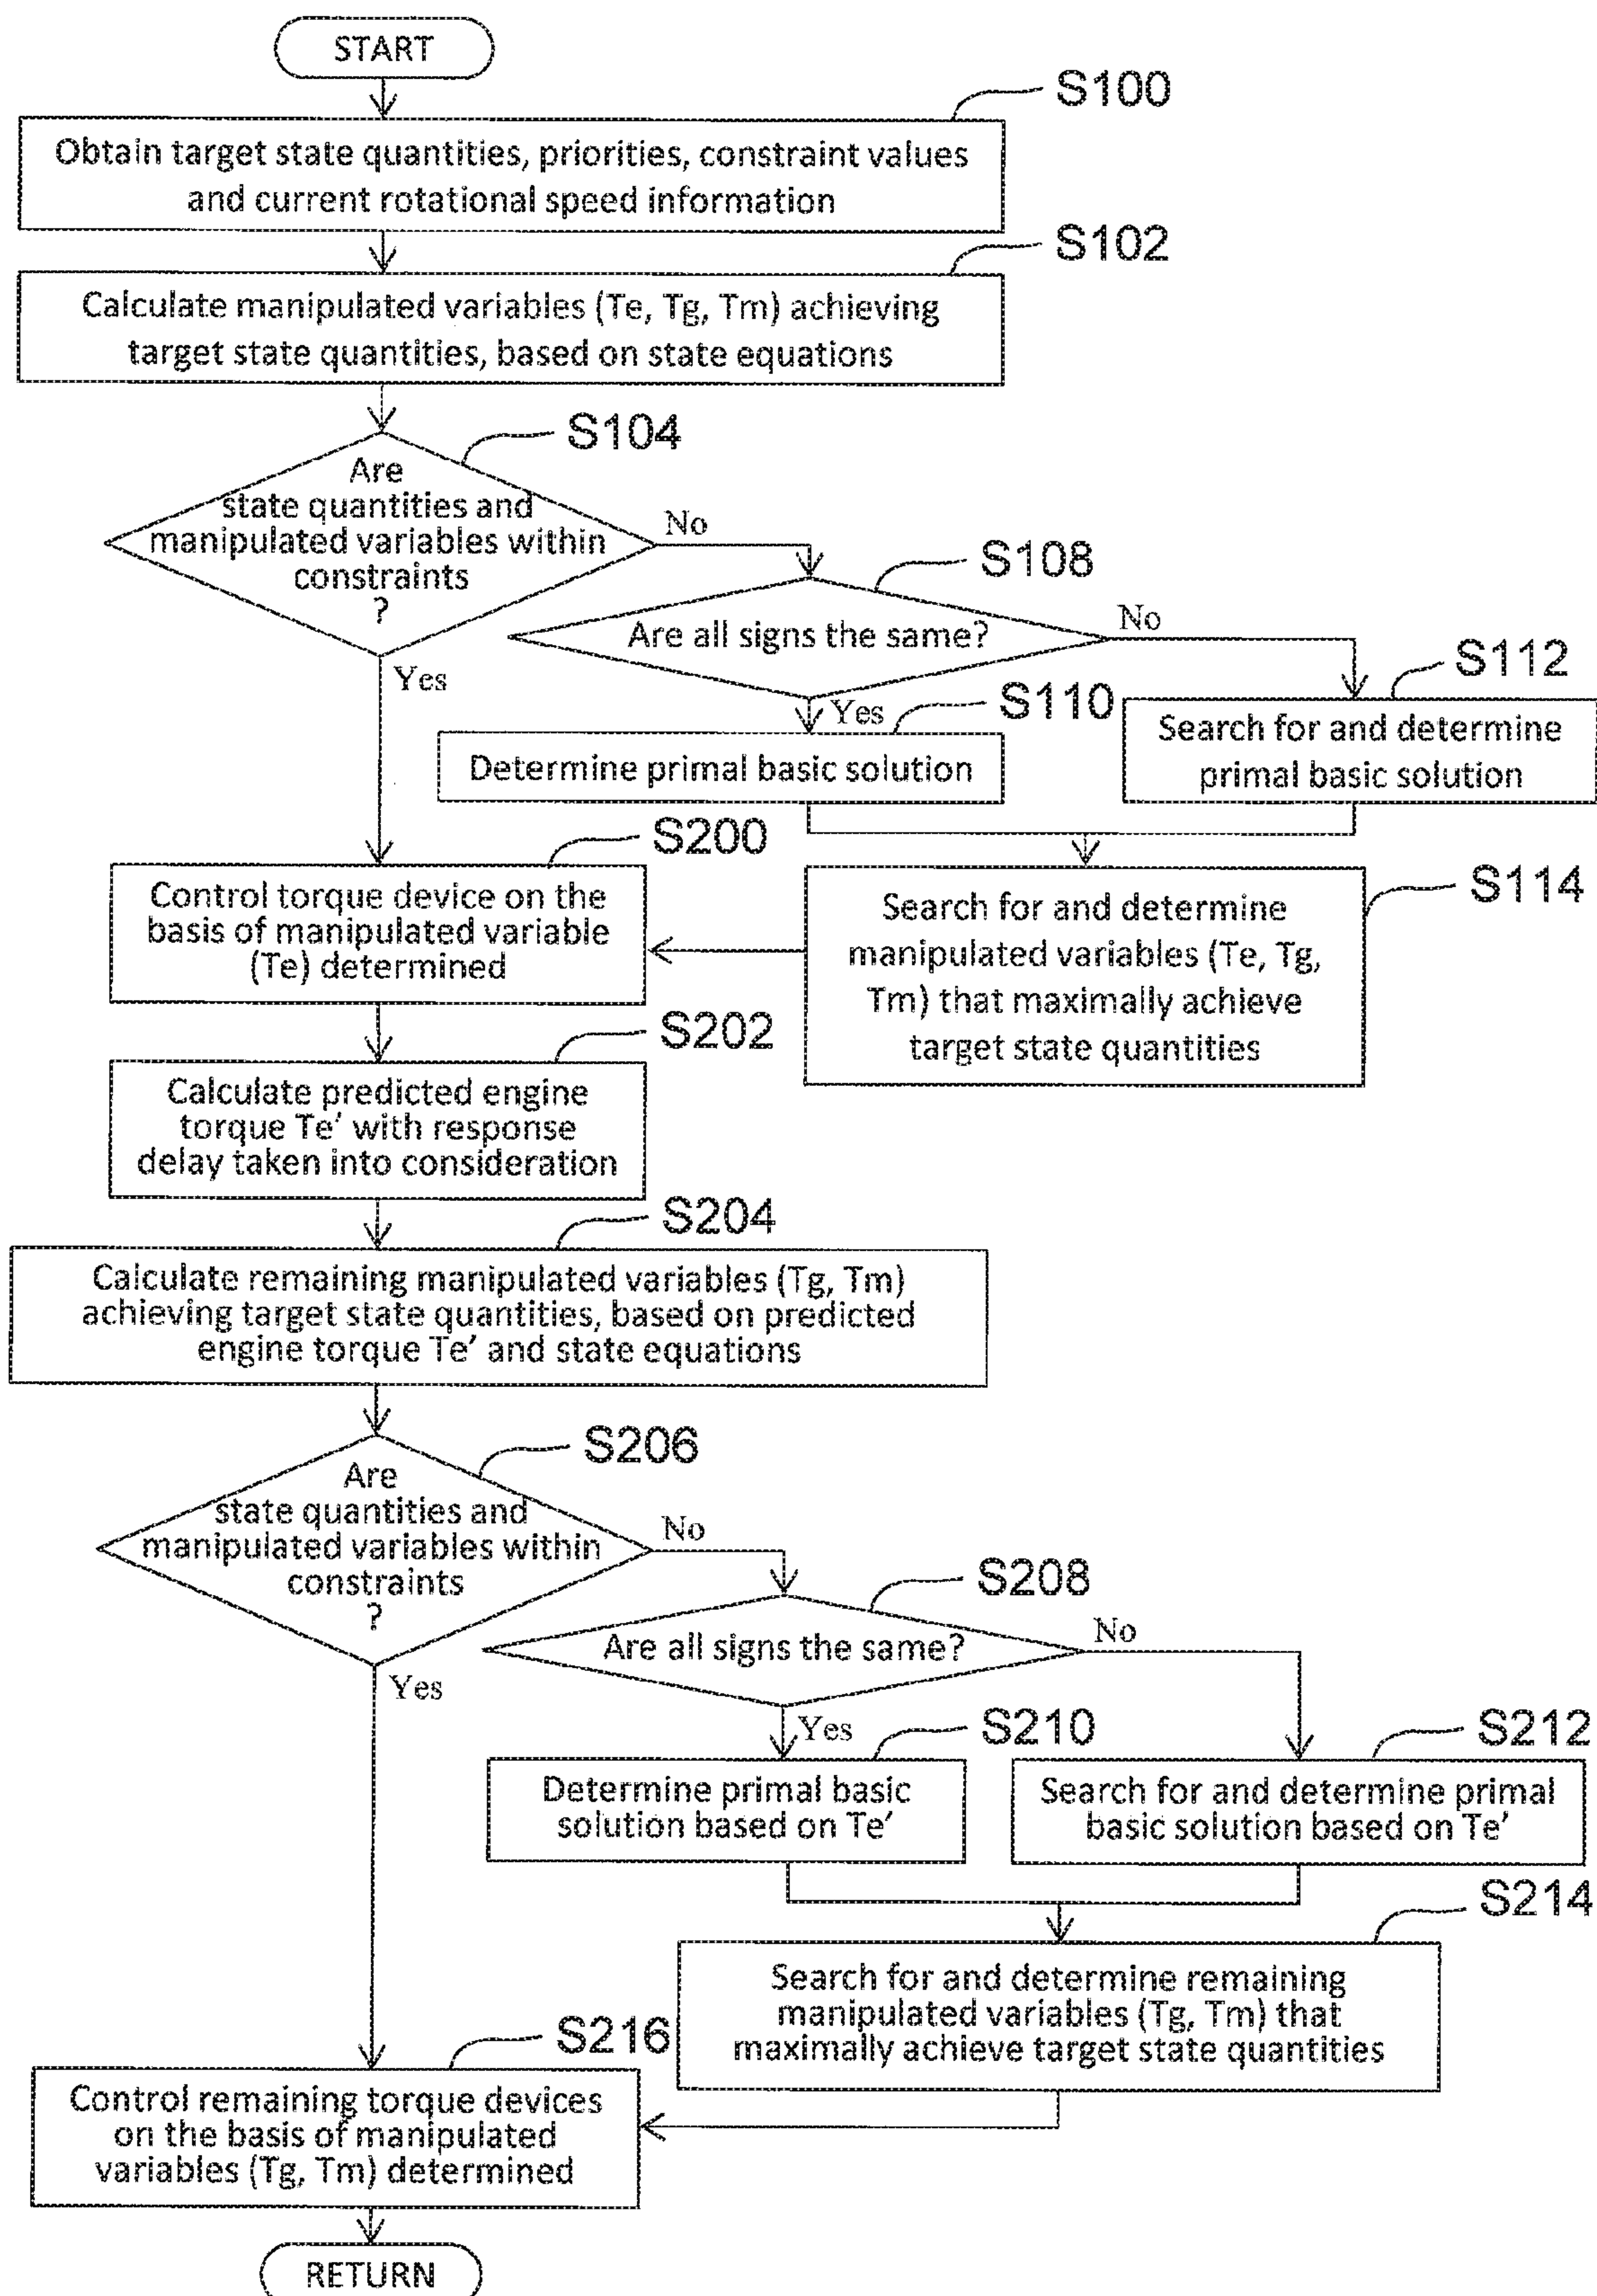 START
S100
Obtain target state quantities, priorities, constraint values
and current rotational speed information
S102
Calculate manipulated variables (Te, Tg, Tm) achieving
target state quantities, based on state equations
S104
Are
state quantities and
manipulated variables within
constraints
?
No
Yes
S108
Are all signs the same?
No
Yes
S110
Determine primal basic solution
S112
Search for and determine
primal basic solution
S114
Search for and determine
manipulated variables (Te, Tg,
Tm) that maximally achieve
target state quantities
S200
Control torque device on the
basis of manipulated variable
(Te) determined
S202
Calculate predicted engine
torque Te’ with response
delay taken into consideration
S204
Calculate remaining manipulated variables (Tg, Tm)
achieving target state quantities, based on predicted
engine torque Te’ and state equations
S206
Are
state quantities and
manipulated variables within
constraints
?
No
Yes
S208
Are all signs the same?
No
Yes
S210
Determine primal basic
solution based on Te’
S212
Search for and determine primal
basic solution based on Te’
S214
Search for and determine remaining
manipulated variables (Tg, Tm) that
maximally achieve target state quantities
S216
Control remaining torque devices
on the basis of manipulated
variables (Tg, Tm) determined
RETURN